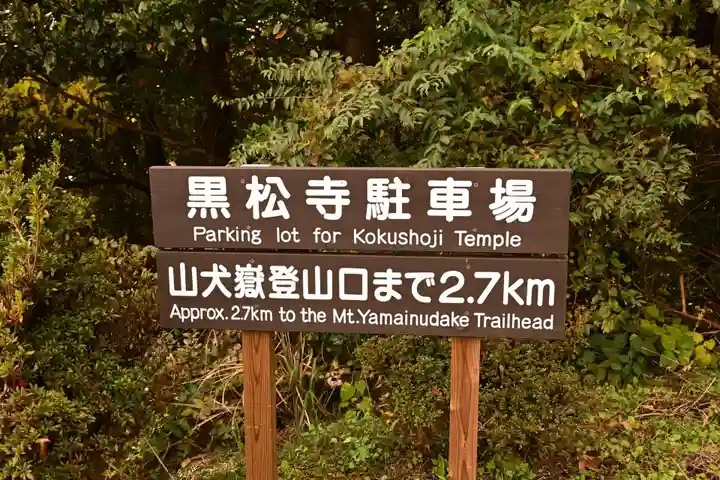 黒松寺駐車場
Parking lot for Kokushoji Temple
山犬嶽登山口まで2.7km
Approx. 2.7km to the Mt.Yamainudake Trailhead